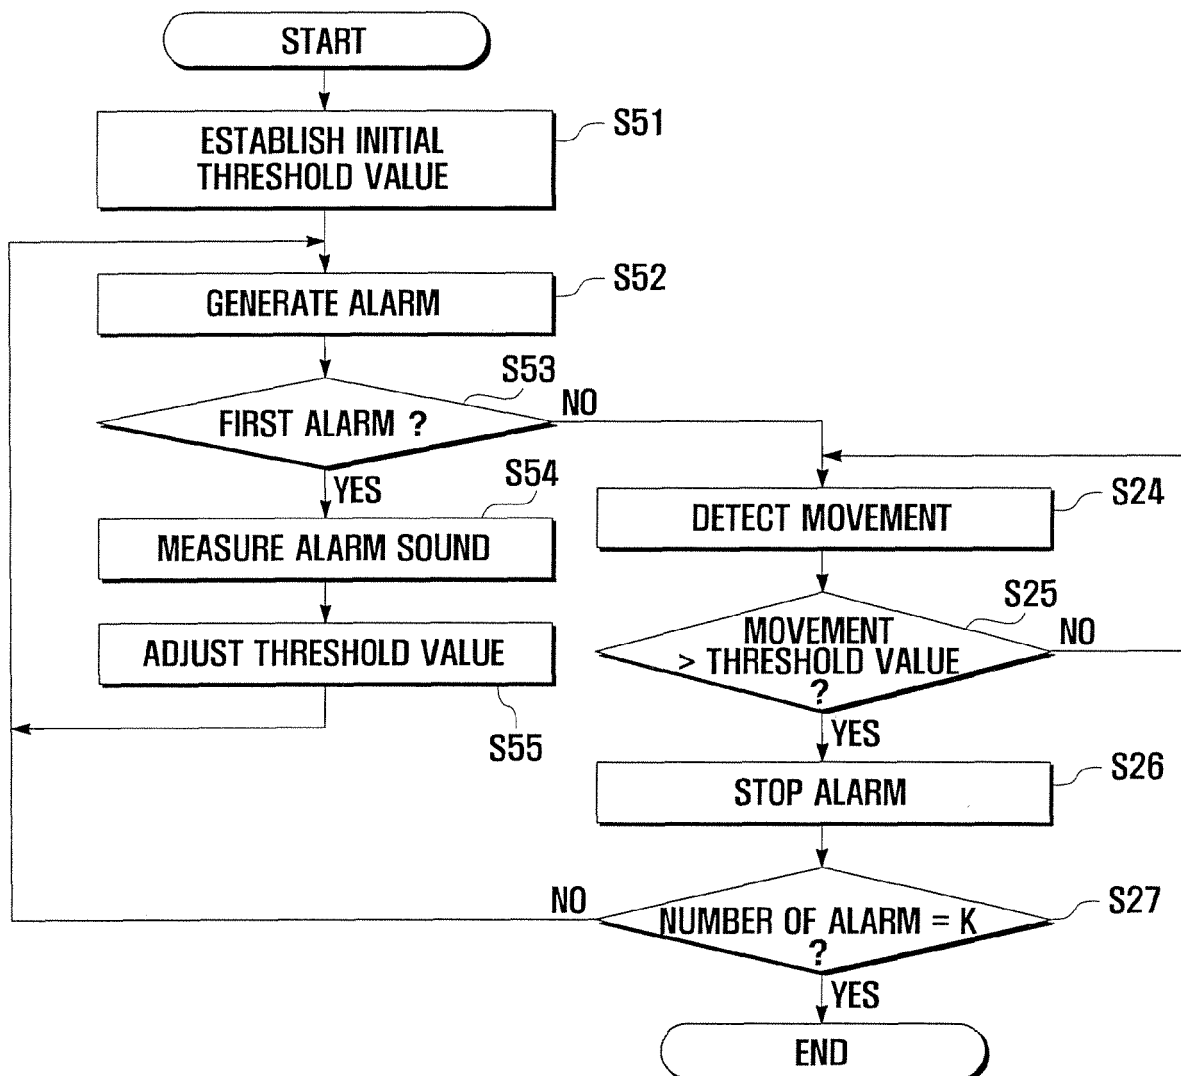 START
ESTABLISH INITIAL
THRESHOLD VALUE
S51
GENERATE ALARM
S52
FIRST ALARM ?
S53
NO
YES
MEASURE ALARM SOUND
S54
ADJUST THRESHOLD VALUE
S55
DETECT MOVEMENT
S24
MOVEMENT
> THRESHOLD VALUE
?
S25
NO
YES
STOP ALARM
S26
NUMBER OF ALARM = K
?
S27
NO
YES
END